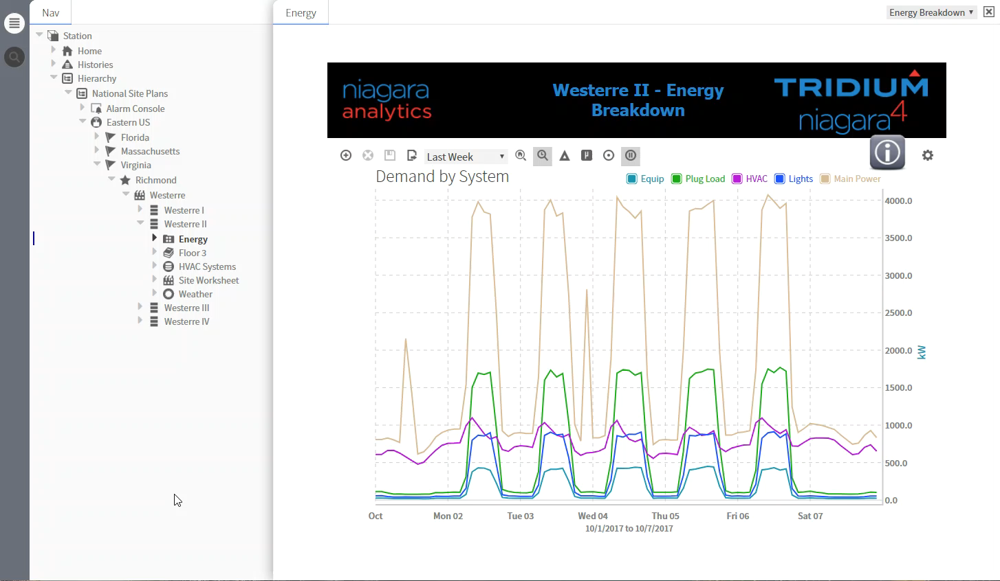 Nav
Energy
Energy Breakdown
Station
Home
Histories
Hierarchy
National Site Plans
Alarm Console
Eastern US
Florida
Massachusetts
Virginia
Richmond
Westerre
Westerre I
Westerre II
Energy
Floor 3
HVAC Systems
Site Worksheet
Weather
Westerre III
Westerre IV
niagara
analytics
Westerre II - Energy
Breakdown
TRIDIUM
niagara4
Last Week
µ
i
Demand by System
Equip Plug Load HVAC Lights Main Power
4000.0
3500.0
3000.0
2500.0
2000.0
1500.0
1000.0
500.0
0.0
kW
Oct Mon 02 Tue 03 Wed 04 Thu 05 Fri 06 Sat 07
10/1/2017 to 10/7/2017